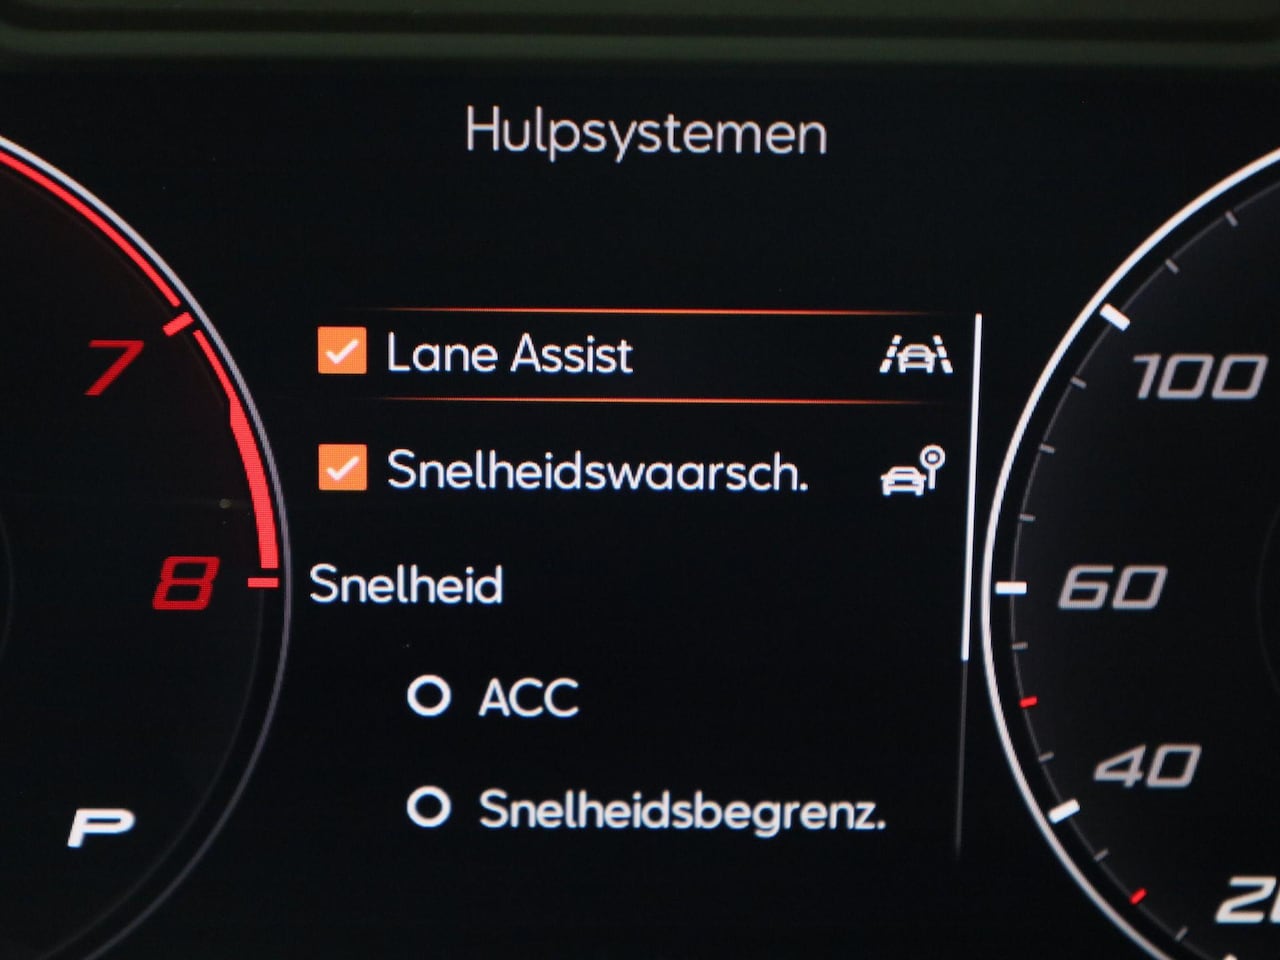 Hulpsystemen
Lane Assist
Snelheidswaarsch.
Snelheid
ACC
Snelheidsbegrenz.
7
8
P
100
60
40